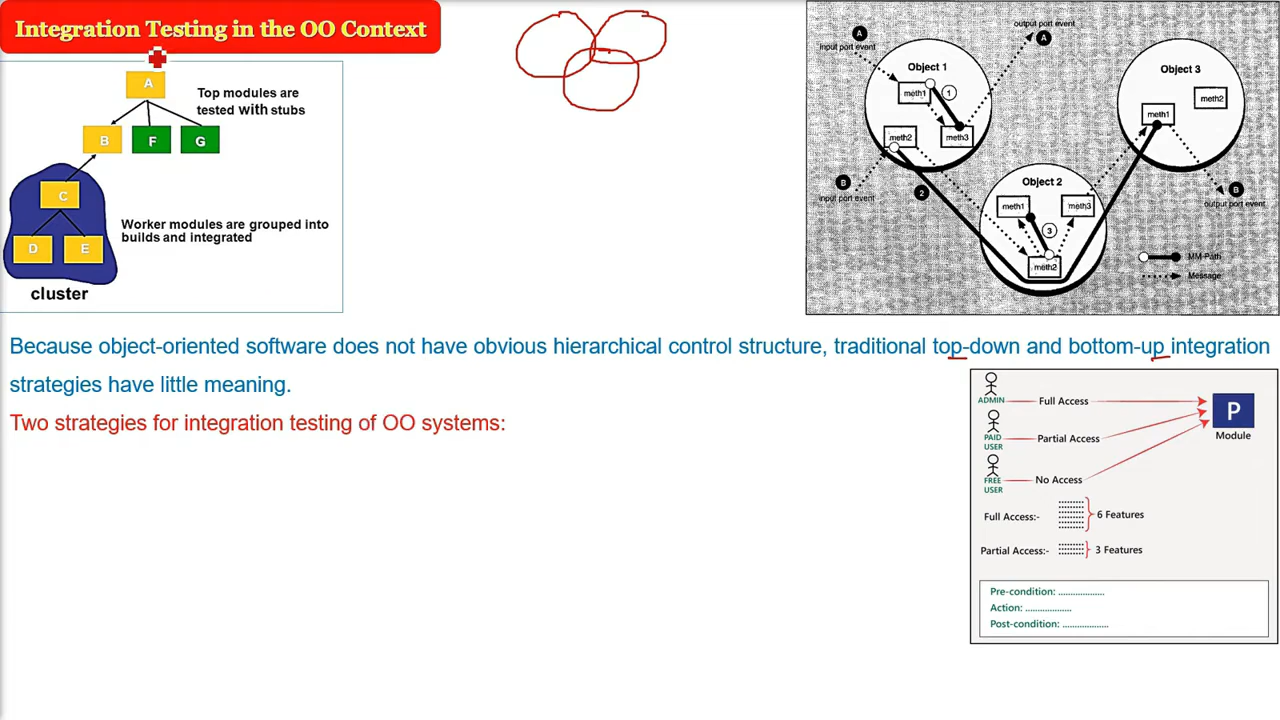 Integration Testing in the OO Context
A
Top modules are
tested with stubs
B
F
G
C
Worker modules are grouped into
builds and integrated
D
E
cluster
A
input port event
output port event
A
Object 1
meth1
1
meth2
meth3
B
input port event
2
Object 2
meth1
meth3
3
meth2
Object 3
meth2
meth1
B
output port event
MM Path
Message
Because object-oriented software does not have obvious hierarchical control structure, traditional top-down and bottom-up integration
strategies have little meaning.
Two strategies for integration testing of OO systems:
ADMIN
Full Access
P
Module
PAID
USER
Partial Access
FREE
USER
No Access
Full Access:-
6 Features
Partial Access:-
3 Features
Pre-condition: ...................
Action: ...................
Post-condition: ...................